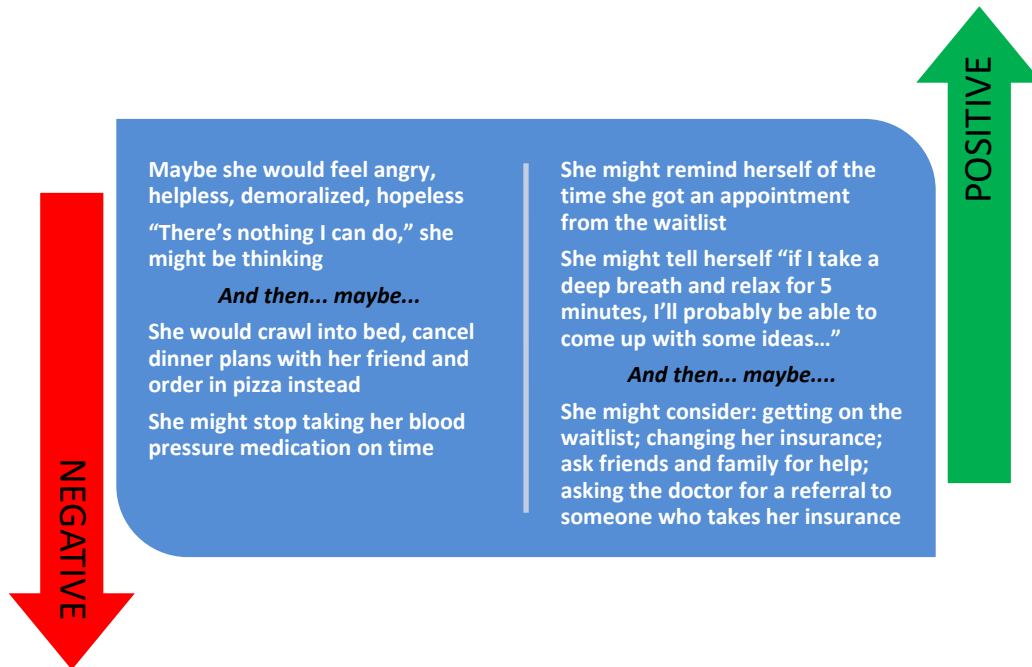 NEGATIVE
Maybe she would feel angry,
helpless, demoralized, hopeless
“There’s nothing I can do,” she
might be thinking
And then... maybe...
She would crawl into bed, cancel
dinner plans with her friend and
order in pizza instead
She might stop taking her blood
pressure medication on time
She might remind herself of the
time she got an appointment
from the waitlist
She might tell herself “if I take a
deep breath and relax for 5
minutes, I’ll probably be able to
come up with some ideas…”
And then... maybe....
She might consider: getting on the
waitlist; changing her insurance;
ask friends and family for help;
asking the doctor for a referral to
someone who takes her insurance
POSITIVE